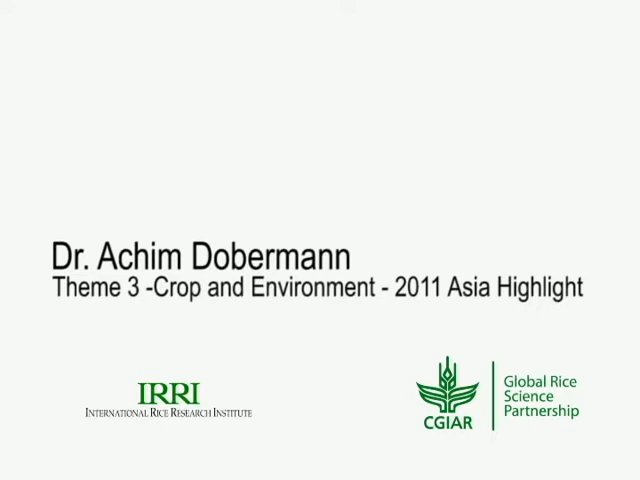 Dr. Achim Dobermann
Theme 3 -Crop and Environment - 2011 Asia Highlight
IRRI
INTERNATIONAL RICE RESEARCH INSTITUTE
CGIAR
Global Rice
Science
Partnership